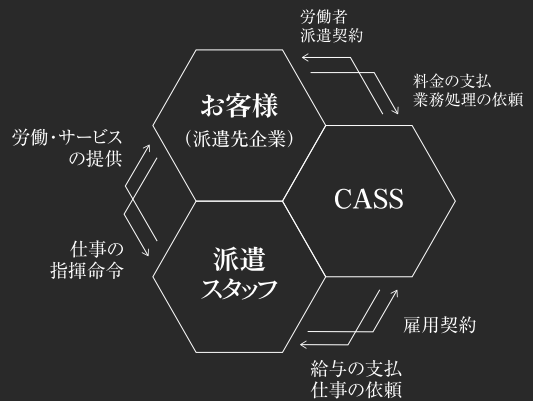 労働者
派遣契約
料金の支払
業務処理の依頼
お客様
（派遣先企業）
労働・サービス
の提供
CASS
仕事の
指揮命令
派遣
スタッフ
雇用契約
給与の支払
仕事の依頼